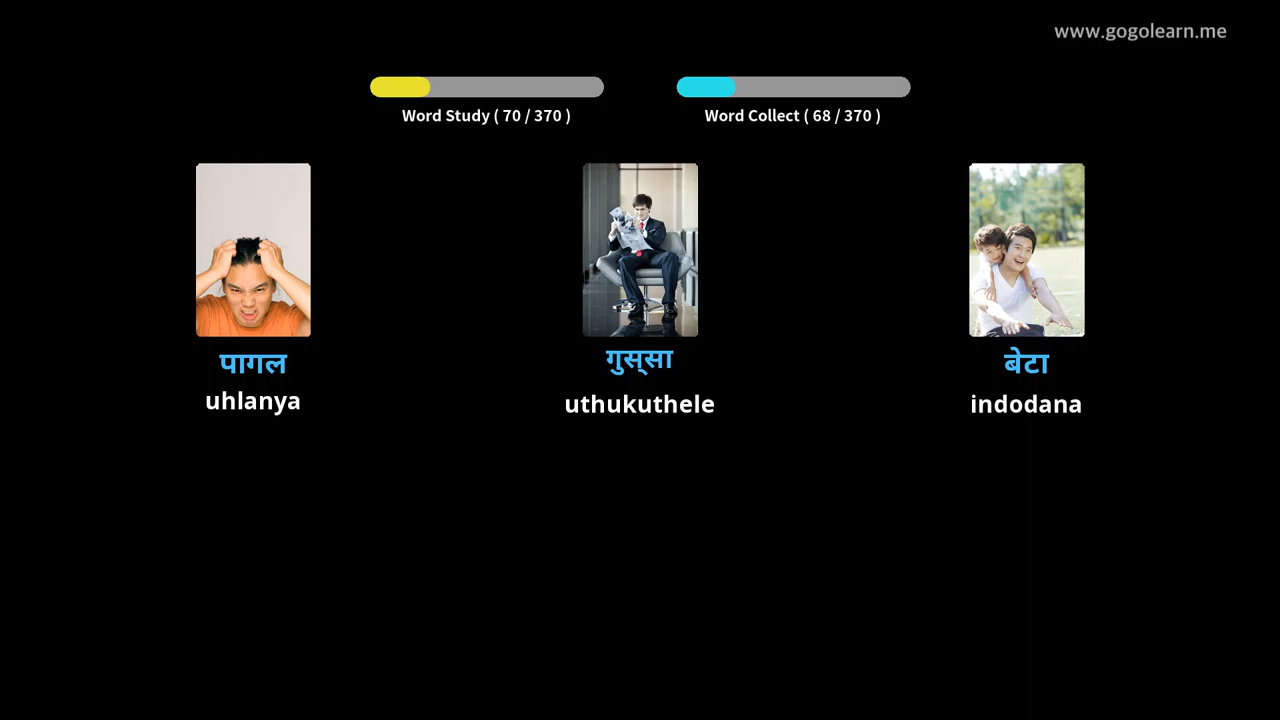 www.gogolearn.me
Word Study ( 70 / 370 )
Word Collect ( 68 / 370 )
पागल
गुस्सा
बेटा
uhlanya
uthukuthele
indodana